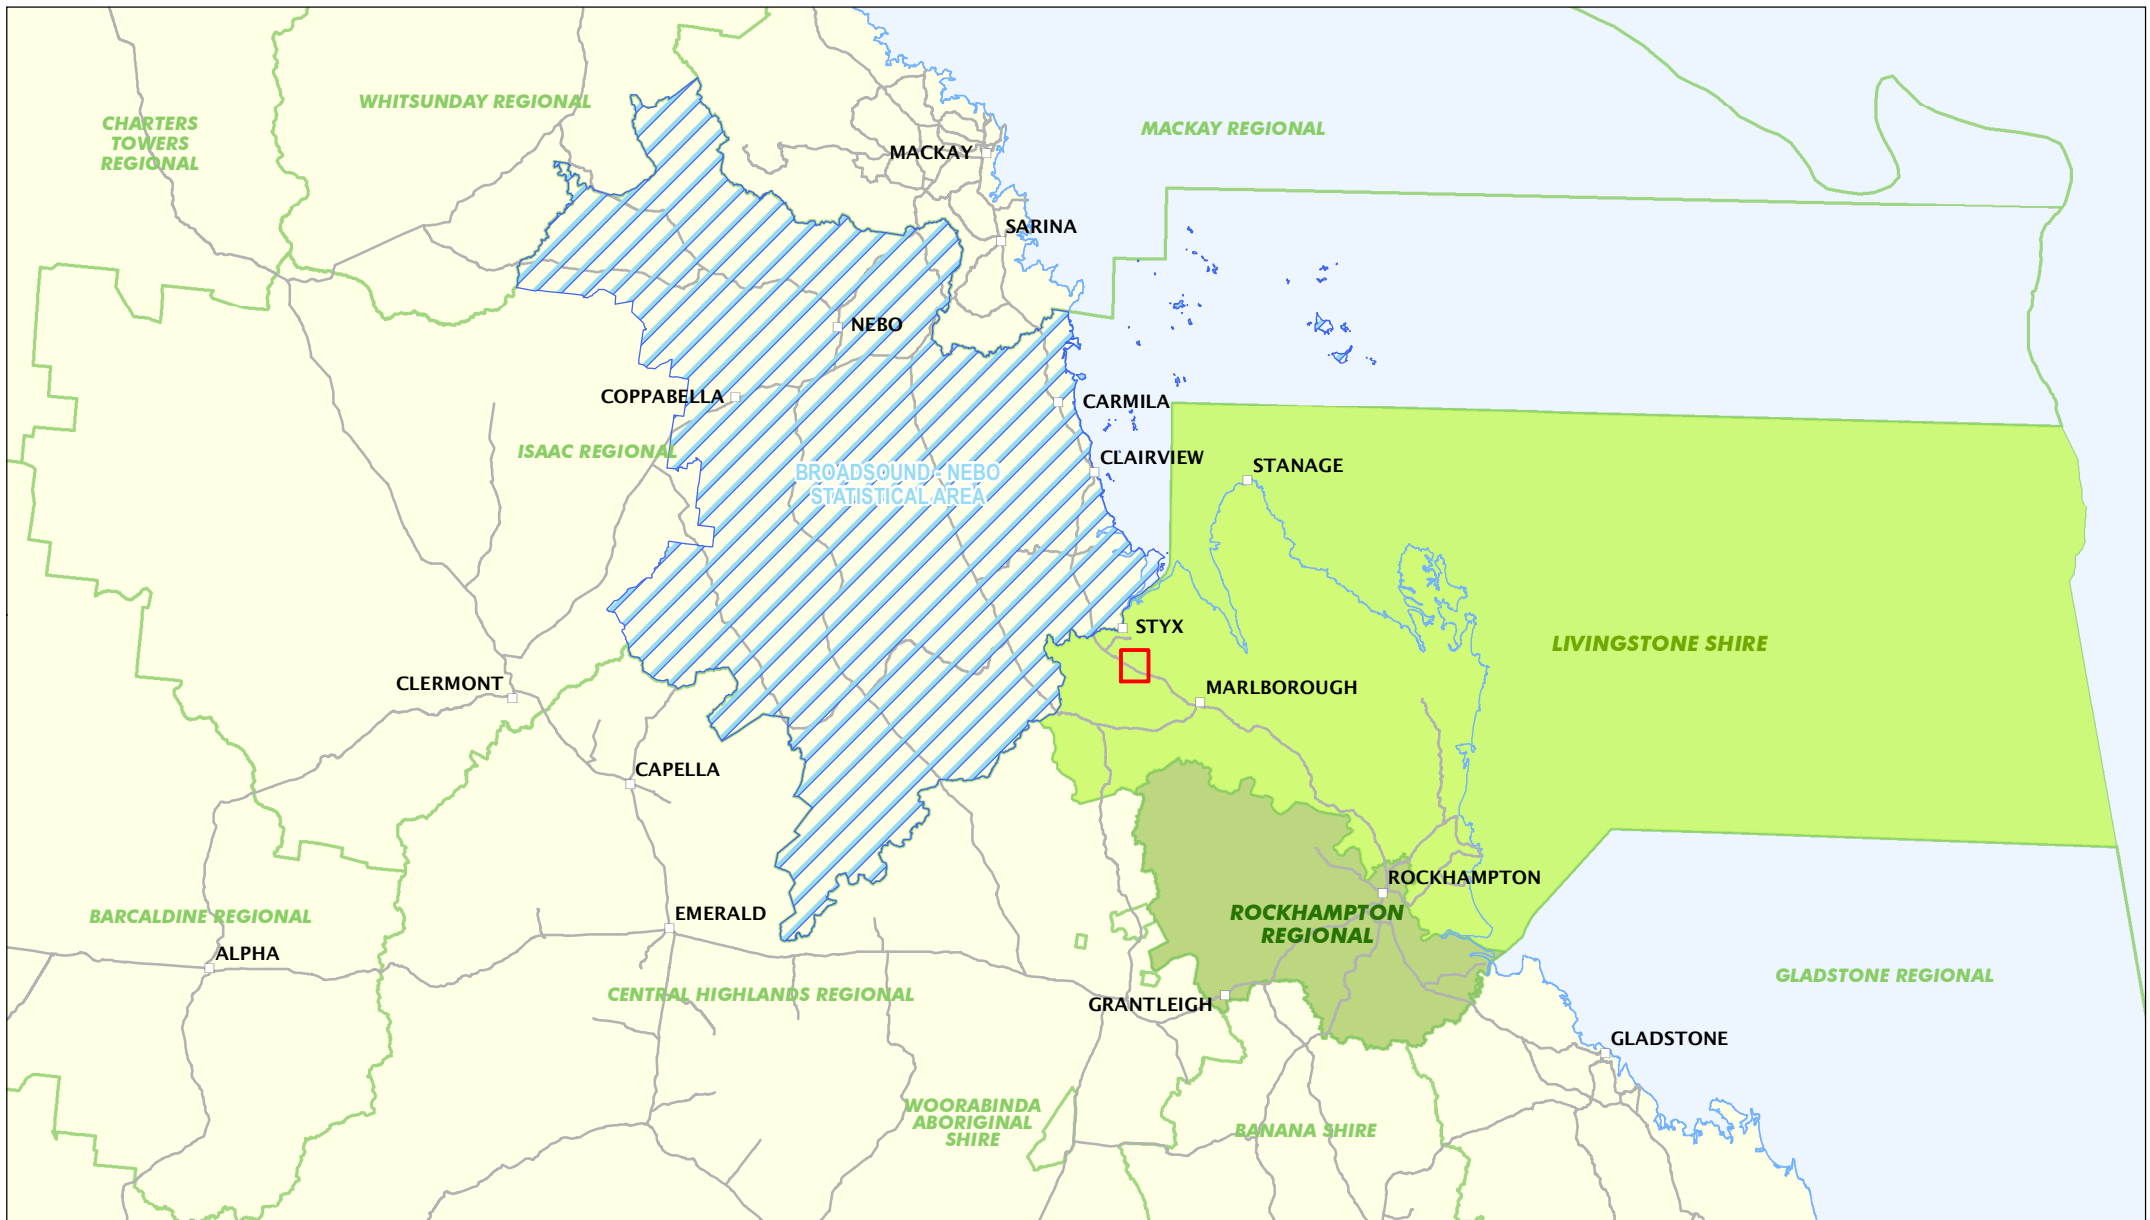 WHITSUNDAY REGIONAL
CHARTERS
TOWERS
REGIONAL
MACKAY REGIONAL
MACKAY
SARINA
NEBO
COPPABELLA
CARMILA
ISAAC REGIONAL
CLAIRVIEW
STANAGE
BROADSOUND - NEBO
STATISTICAL AREA
STYX
LIVINGSTONE SHIRE
CLERMONT
MARLBOROUGH
CAPELLA
ROCKHAMPTON
ROCKHAMPTON
REGIONAL
BARCALDINE REGIONAL
EMERALD
ALPHA
GLADSTONE REGIONAL
CENTRAL HIGHLANDS REGIONAL
GRANTLEIGH
GLADSTONE
WOORABINDA
ABORIGINAL
SHIRE
BANANA SHIRE